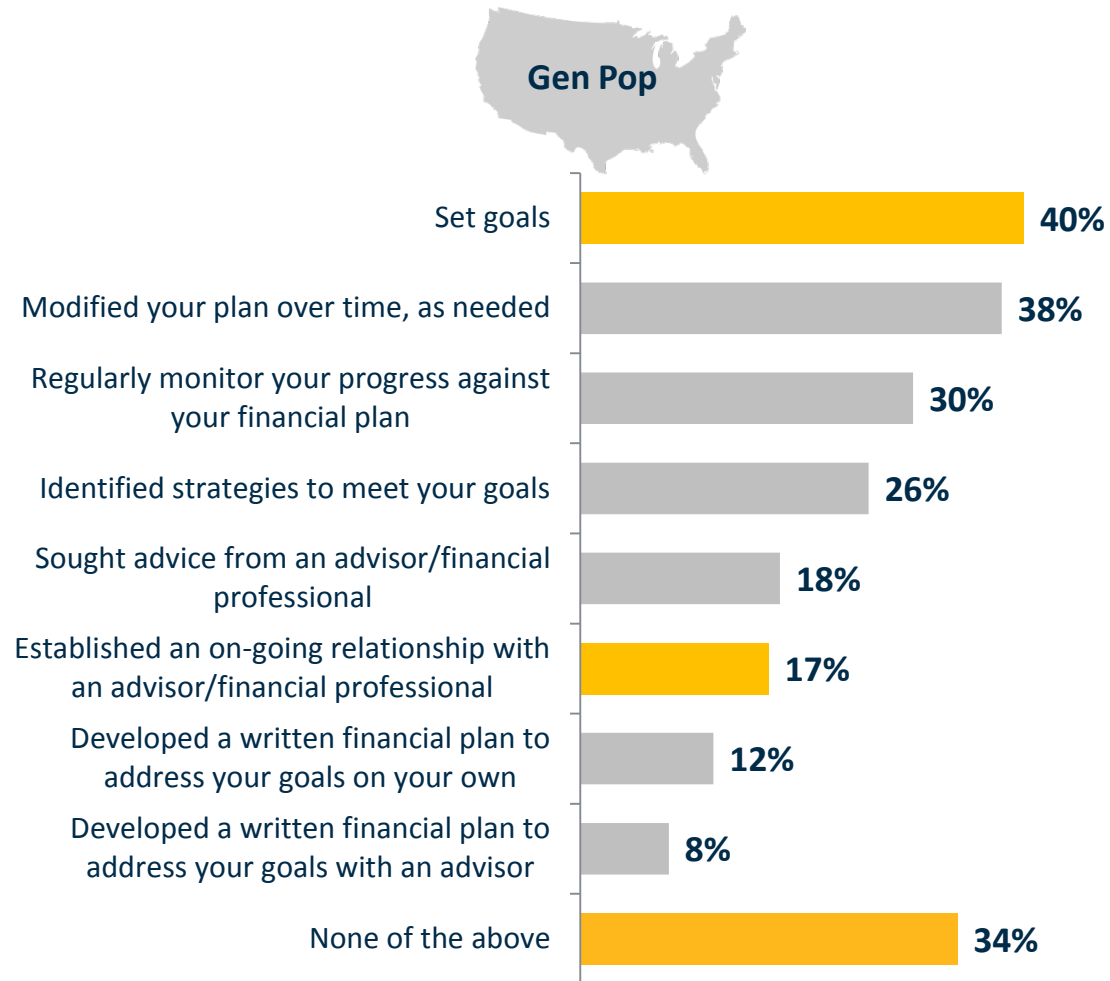 Gen Pop
Set goals
40%
Modified your plan over time, as needed
38%
Regularly monitor your progress against
your financial plan
30%
Identified strategies to meet your goals
26%
Sought advice from an advisor/financial
professional
18%
Established an on-going relationship with
an advisor/financial professional
17%
Developed a written financial plan to
address your goals on your own
12%
Developed a written financial plan to
address your goals with an advisor
8%
None of the above
34%